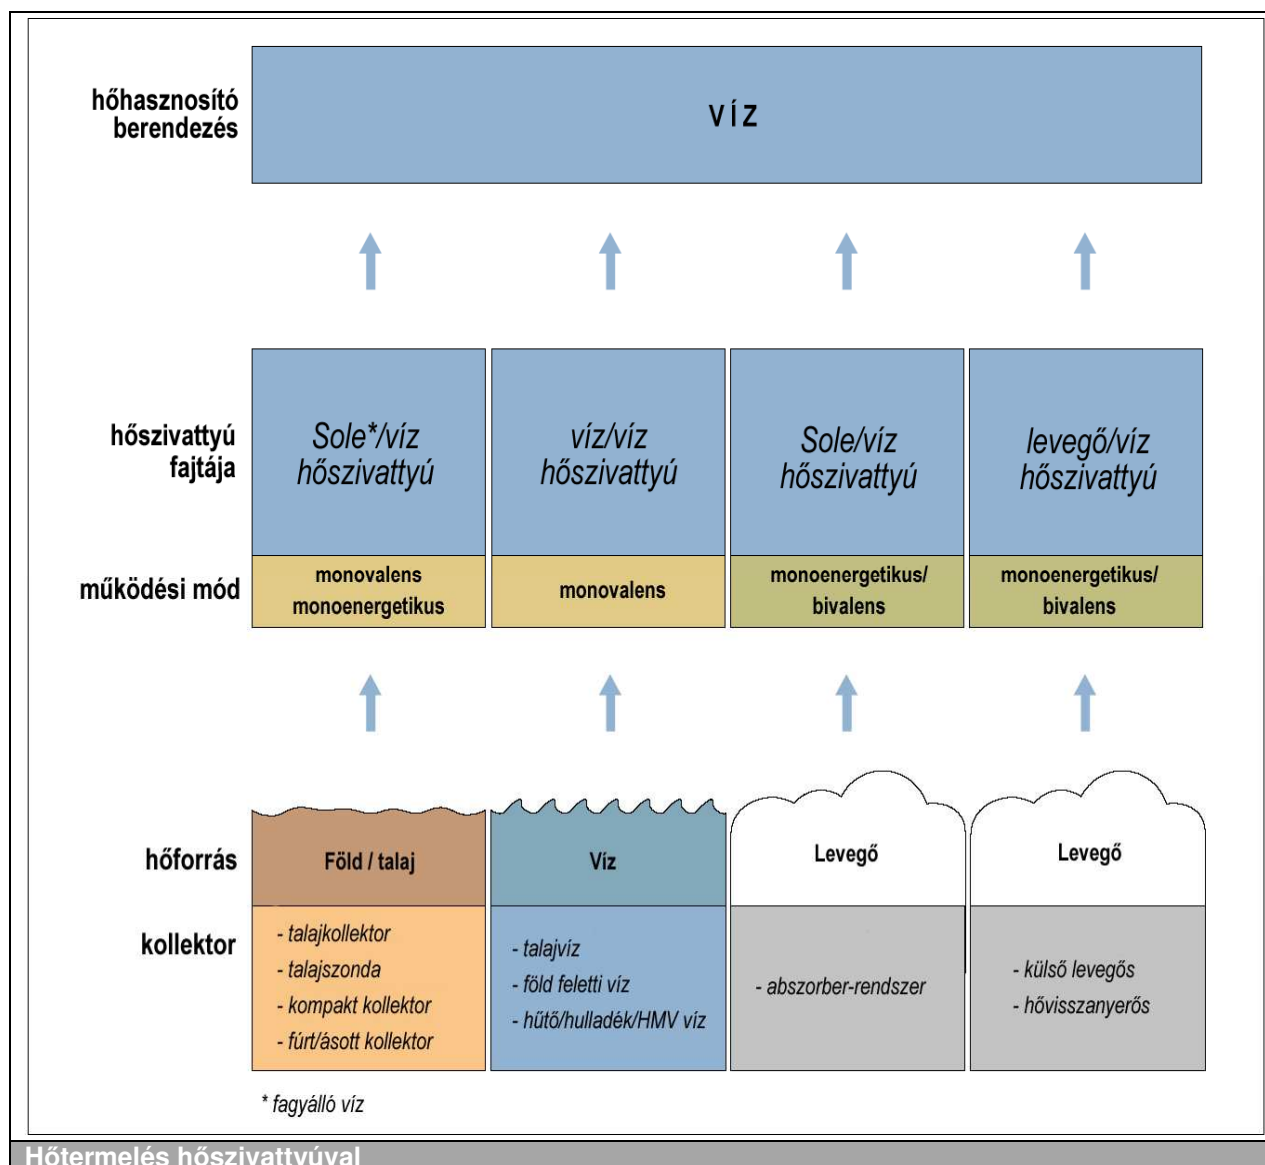 hőhasznosító
berendezés
VÍZ
hőszivattyú
fajtája
Sole*/víz
hőszivattyú
víz/víz
hőszivattyú
Sole/víz
hőszivattyú
levegő/víz
hőszivattyú
működési mód
monovalens
monoenergetikus
monovalens
monoenergetikus/
bivalens
monoenergetikus/
bivalens
hőforrás
Föld / talaj
Víz
Levegő
Levegő
kollektor
- talajkollektor
- talajszonda
- kompakt kollektor
- fúrt/ásott kollektor
- talajvíz
- föld feletti víz
- hűtő/hulladék/HMV víz
- abszorber-rendszer
- külső levegős
- hővisszanyerős
* fagyálló víz
Hőtermelés hőszivattyúval